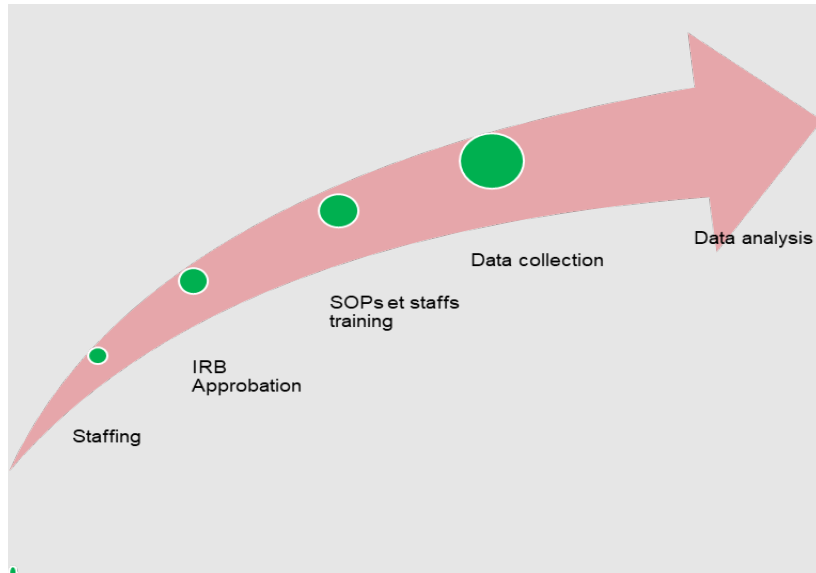 Staffing
IRB
Approbation
SOPs et staffs
training
Data collection
Data analysis